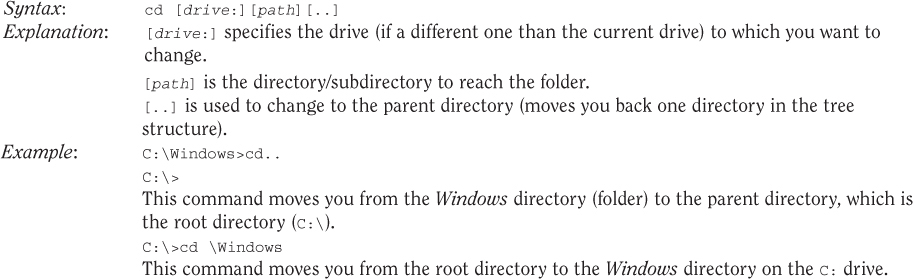 Syntax: cd [drive:][path][..]
Explanation: [drive:] specifies the drive (if a different one than the current drive) to which you want to
change.
[path] is the directory/subdirectory to reach the folder.
[..] is used to change to the parent directory (moves you back one directory in the tree
structure).
Example: C:\Windows>cd..
C:\>
This command moves you from the Windows directory (folder) to the parent directory, which is
the root directory (C:\).
C:\>cd \Windows
This command moves you from the root directory to the Windows directory on the C: drive.